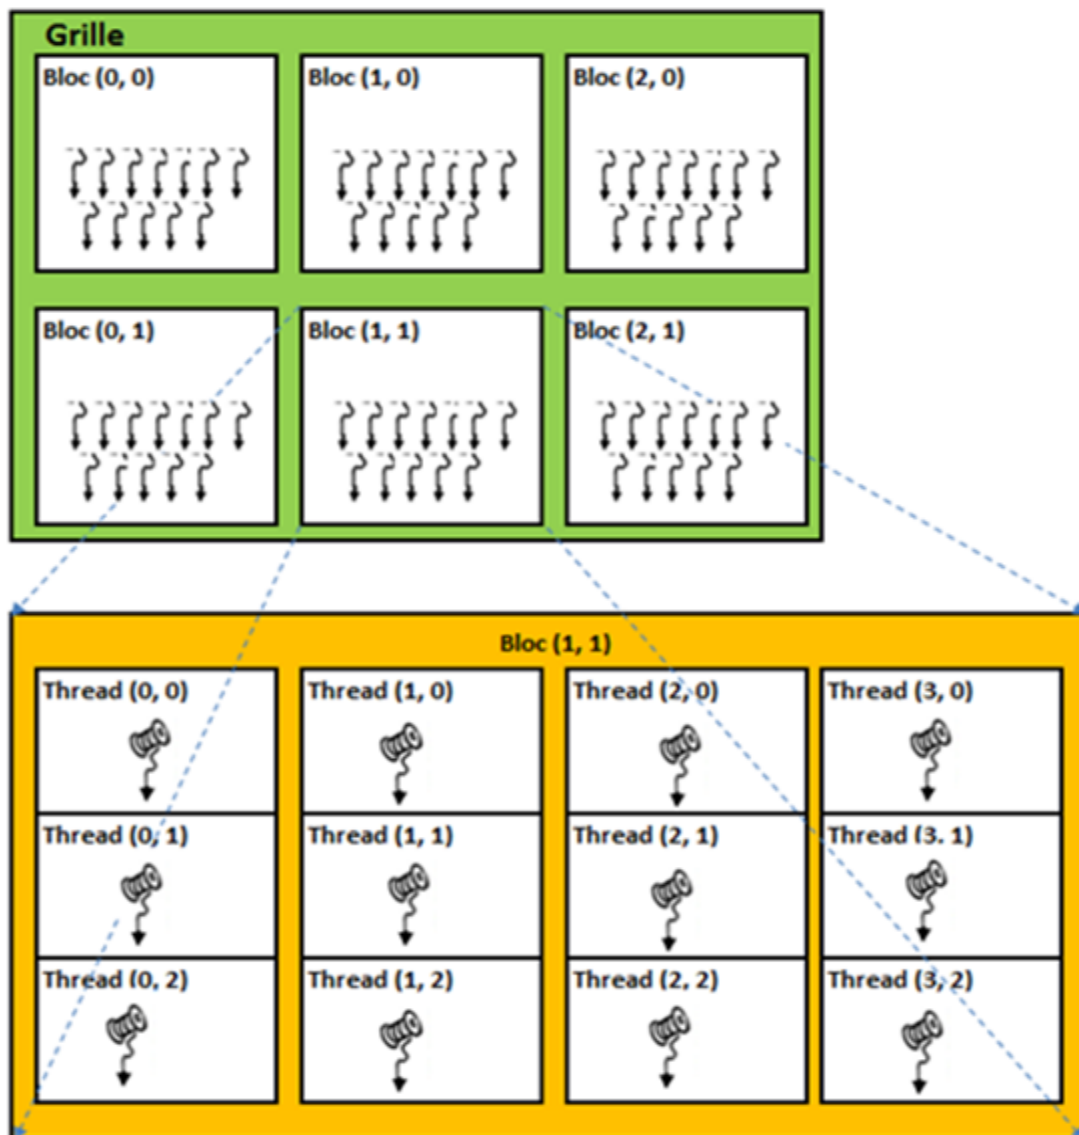 Grille
Bloc (0, 0)
Bloc (1, 0)
Bloc (2, 0)
Bloc (0, 1)
Bloc (1, 1)
Bloc (2, 1)
Bloc (1, 1)
Thread (0, 0)
Thread (1, 0)
Thread (2, 0)
Thread (3, 0)
Thread (0, 1)
Thread (1, 1)
Thread (2, 1)
Thread (3, 1)
Thread (0, 2)
Thread (1, 2)
Thread (2, 2)
Thread (3, 2)